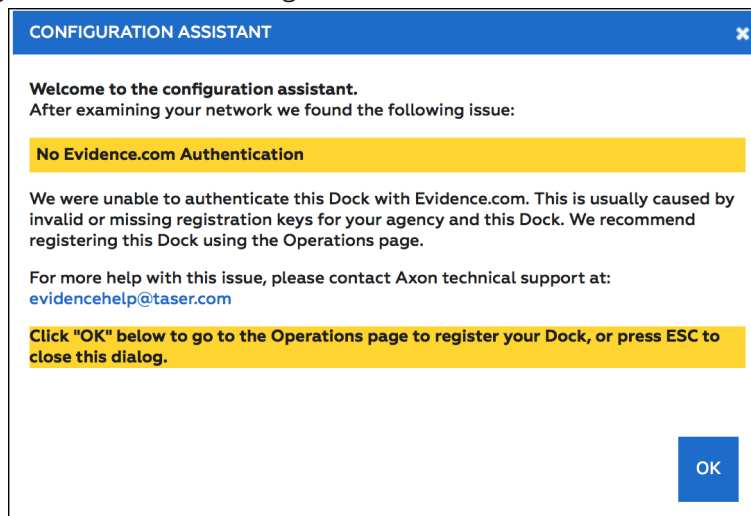 CONFIGURATION ASSISTANT
Welcome to the configuration assistant.
After examining your network we found the following issue:
No Evidence.com Authentication
We were unable to authenticate this Dock with Evidence.com. This is usually caused by
invalid or missing registration keys for your agency and this Dock. We recommend
registering this Dock using the Operations page.
For more help with this issue, please contact Axon technical support at:
evidencehelp@taser.com
Click "OK" below to go to the Operations page to register your Dock, or press ESC to
close this dialog.
OK